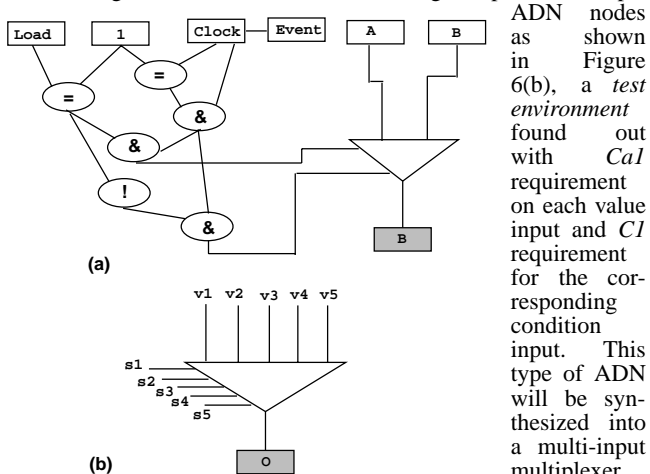 Load 1 Clock Event A B
=
=
&
&
!
&
B
(a)
v1 v2 v3 v4 v5
s1
s2
s3
s4
s5
O
(b)
ADN nodes
as shown
in Figure
6(b), a test
environment
found out
with Ca1
requirement
on each value
input and C1
requirement
for the cor-
responding
condition
input. This
type of ADN
will be syn-
thesized into
a multi-input
multiplexer